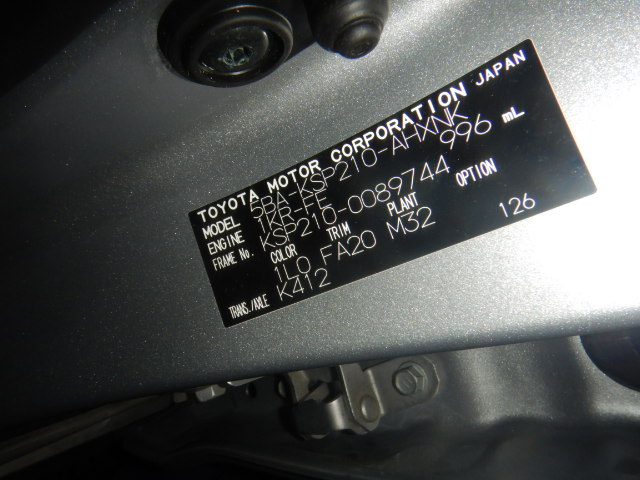 TOYOTA MOTOR CORPORATION JAPAN
MODEL 5BA-KSP210-AHXNK
ENGINE 1KR-FE 996 mL
FRAME No. KSP210-0089744
COLOR TRIM PLANT OPTION
1L0 FA20 M32 126
TRANS./AXLE K412